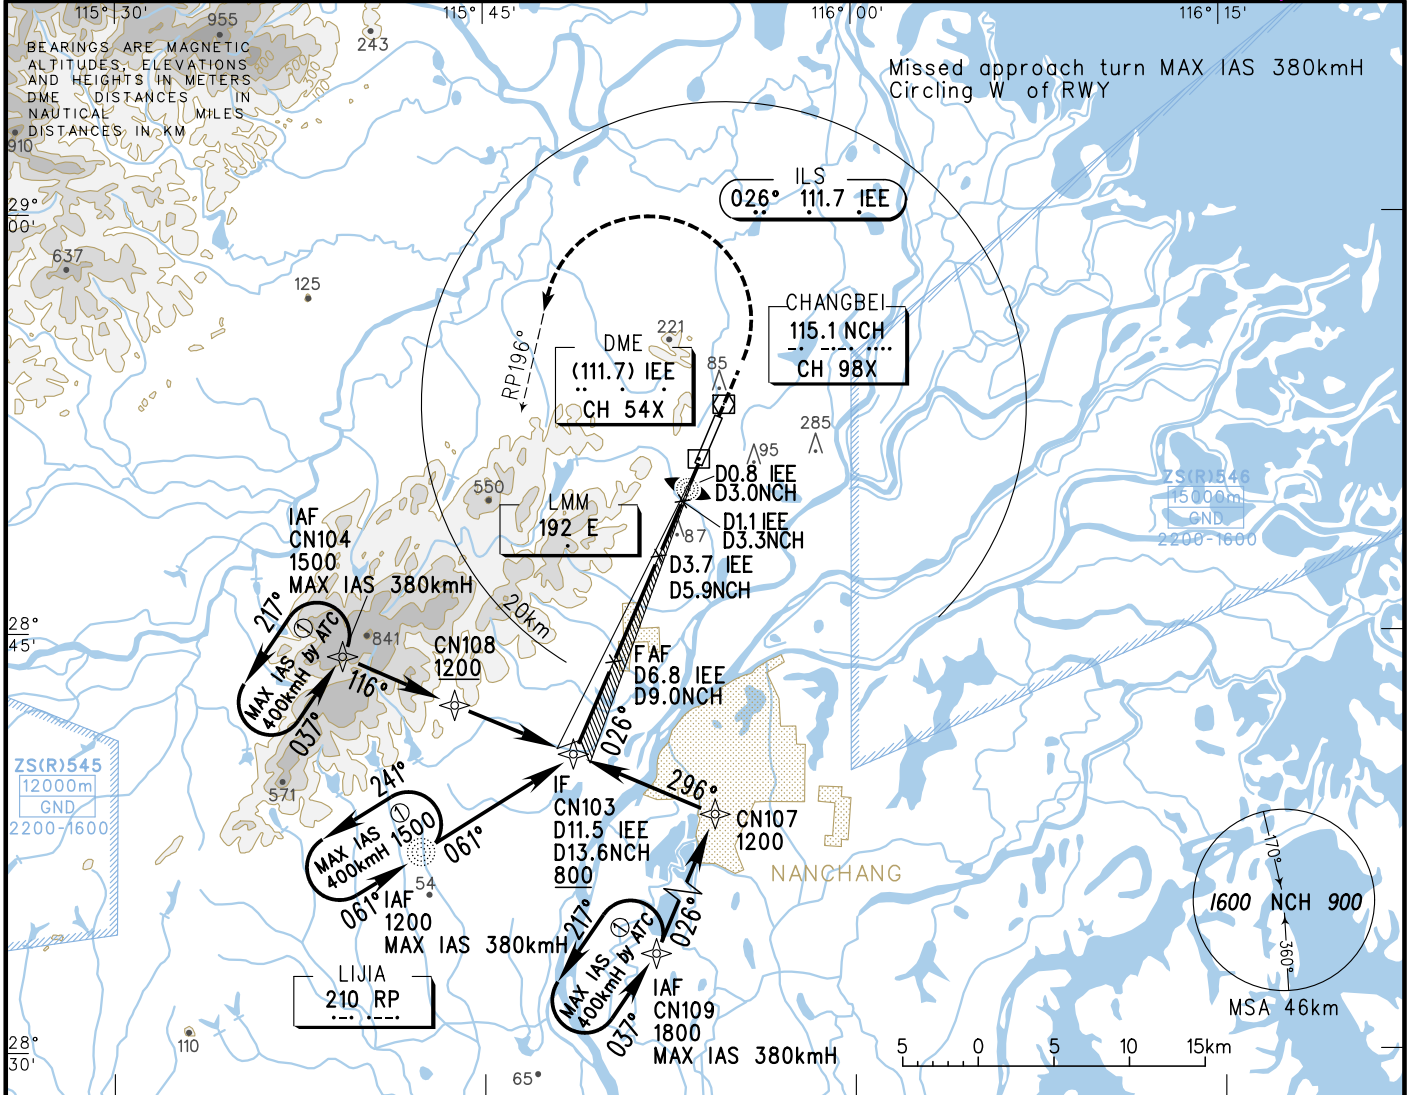 115° 30'
115° 45'
116° 00'
116° 15'
955
243
BEARINGS ARE MAGNETIC
ALTITUDES, ELEVATIONS
AND HEIGHTS IN METERS
DME DISTANCES IN
NAUTICAL MILES
DISTANCES IN KM
910
Missed approach turn MAX IAS 380kmH
Circling W of RWY
ILS
026° 111.7 IEE
29°
00'
637
125
CHANGBEI
115.1 NCH
CH 98X
RP196°
DME
(111.7) IEE
CH 54X
221
85
285
95
D0.8 IEE
D3.0NCH
D1.1 IEE
D3.3NCH
87
D3.7 IEE
D5.9NCH
550
LMM
192 E
ZS(R)546
15000m
GND
2200-1600
IAF
CN104
1500
MAX IAS 380kmH
20km
217°
1
MAX IAS
400kmH by ATC
037°
841
116°
CN108
1200
28°
45'
FAF
D6.8 IEE
D9.0NCH
026°
ZS(R)545
12000m
GND
2200-1600
571
241°
1
MAX IAS
400kmH 1500
061°
061°
54
IAF
1200
MAX IAS 380kmH
LIJIA
210 RP
IF
CN103
D11.5 IEE
D13.6NCH
800
296°
CN107
1200
NANCHANG
217°
1
MAX IAS
400kmH by ATC
037°
026°
IAF
CN109
1800
MAX IAS 380kmH
170°
1600 NCH 900
360°
MSA 46km
28°
30'
110
65
5 0 5 10 15km